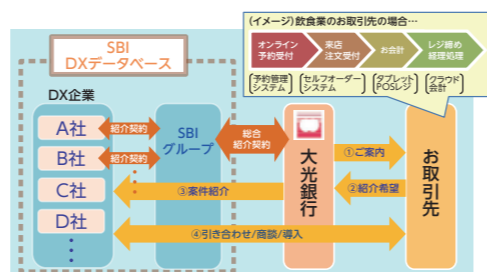 (イメージ)飲食業のお取引先の場合…
オンライン
予約受付
来店
注文受付
お会計
レジ締め
経理処理
予約管理
システム
セルフオーダー
システム
タブレット
POSレジ
クラウド
会計
SBI
DXデータベース
DX企業
A社
B社
C社
D社
紹介契約
紹介契約
SBI
グループ
総合
紹介契約
大光銀行
お取引先
①ご案内
②紹介希望
③案件紹介
④引き合わせ/商談/導入